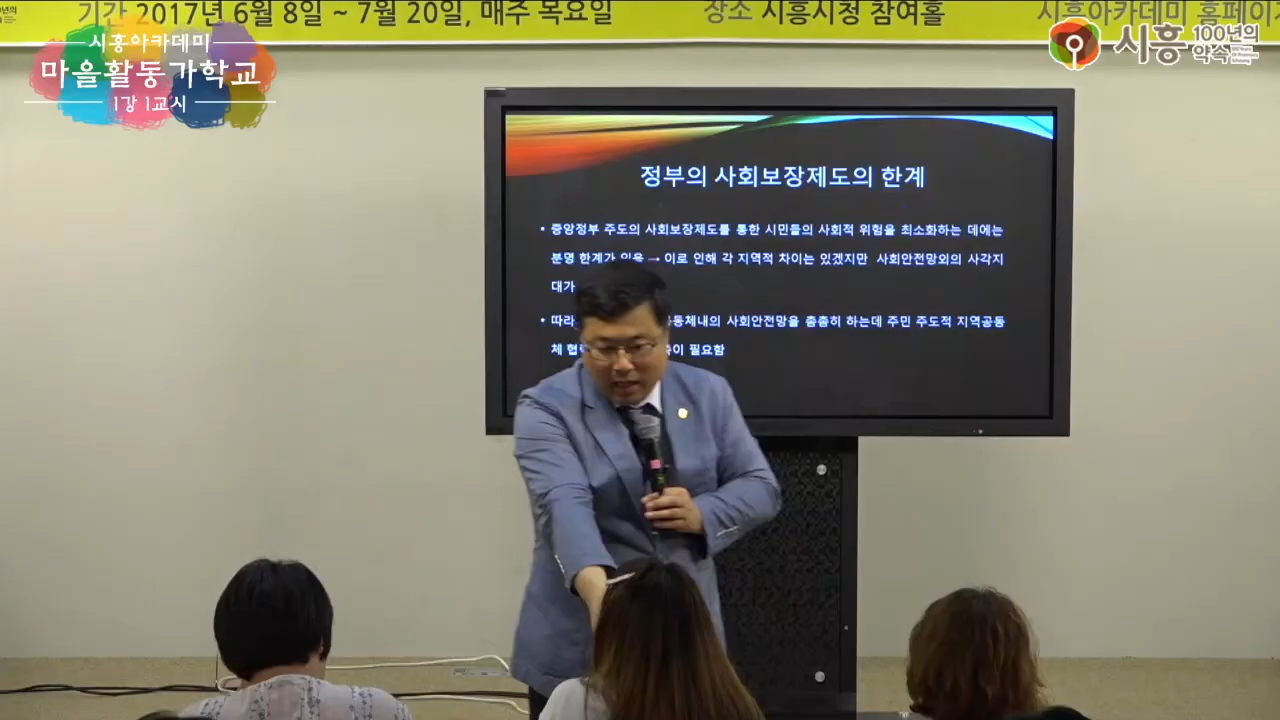 기간 2017년 6월 8일 ~ 7월 20일, 매주 목요일
장소 시흥시청 참여홀
시흥아카데미 홈페이
시흥아카데미
마을활동가학교
1강 1교시
시흥 100년의
약속
정부의 사회보장제도의 한계
• 중앙정부 주도의 사회보장제도를 통한 시민들의 사회적 위험을 최소화하는 데에는
분명 한계가 있음 → 이로 인해 각 지역적 차이는 있겠지만 사회안전망외의 사각지
대가
• 따라 동체내의 사회안전망을 촘촘히 하는데 주민 주도적 지역공동
체 협 이 필요함